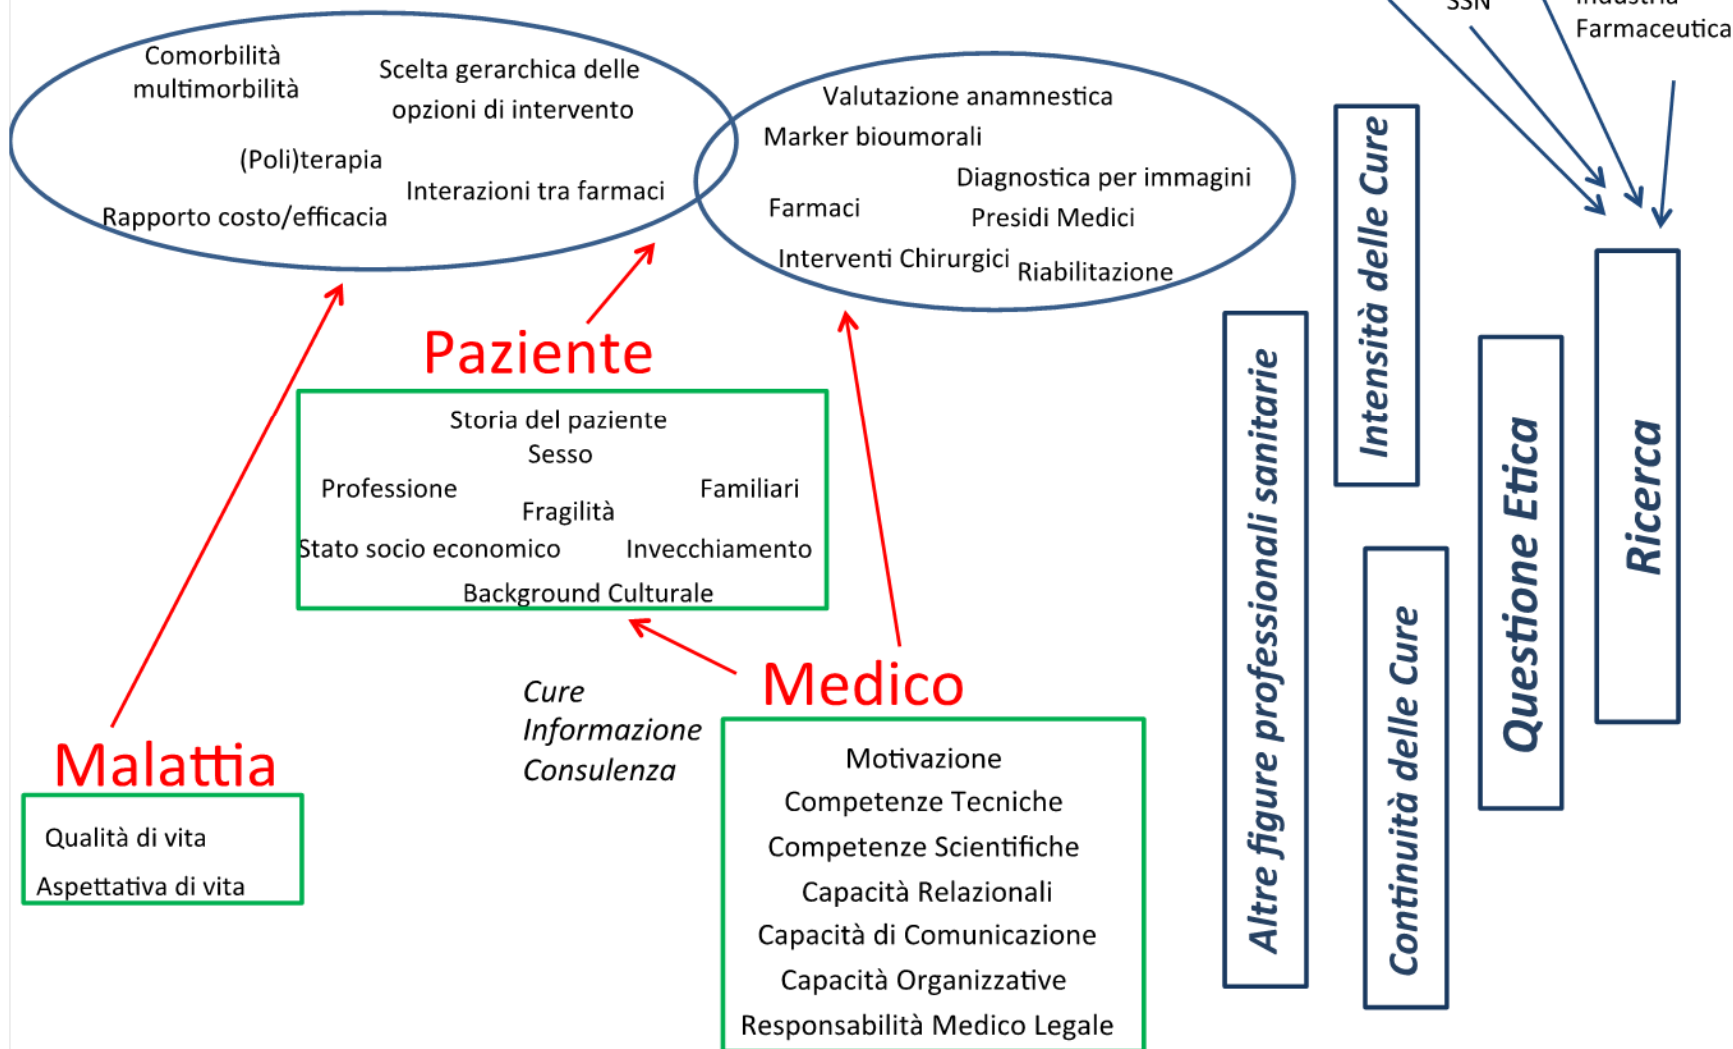 SSN
Industria
Farmaceutica
Comorbilità
multimorbilità
Scelta gerarchica delle
opzioni di intervento
(Poli)terapia
Interazioni tra farmaci
Rapporto costo/efficacia
Valutazione anamnestica
Marker bioumorali
Diagnostica per immagini
Farmaci
Presidi Medici
Interventi Chirurgici
Riabilitazione
Paziente
Storia del paziente
Sesso
Professione
Familiari
Fragilità
Stato socio economico
Invecchiamento
Background Culturale
Medico
Cure
Informazione
Consulenza
Motivazione
Competenze Tecniche
Competenze Scientifiche
Capacità Relazionali
Capacità di Comunicazione
Capacità Organizzative
Responsabilità Medico Legale
Malattia
Qualità di vita
Aspettativa di vita
Altre figure professionali sanitarie
Intensità delle Cure
Continuità delle Cure
Questione Etica
Ricerca